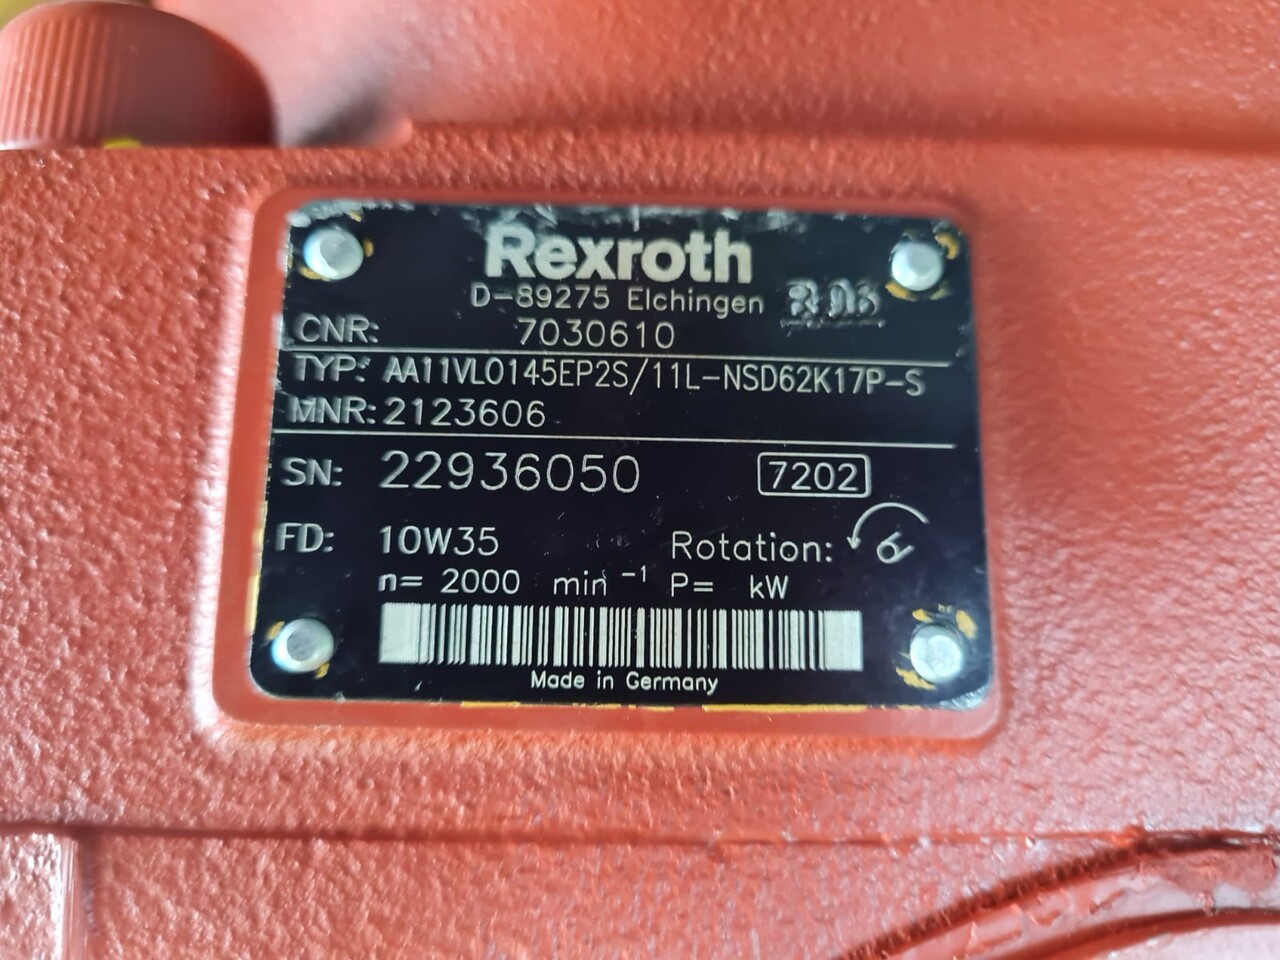 Rexroth
D-89275 Elchingen
CNR: 7030610
TYP: AA11VLO145EP2S/11L-NSD62K17P-S
MNR: 2123606
SN: 22936050 7202
FD: 10W35 Rotation:
n= 2000 min -1 P= kW
Made in Germany